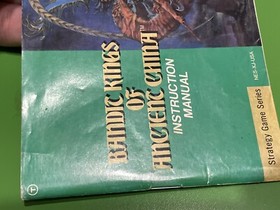 BANDIT KINGS
OF
ANCIENT CHINA
INSTRUCTION
MANUAL
NES-XJ-USA
Strategy Game Series